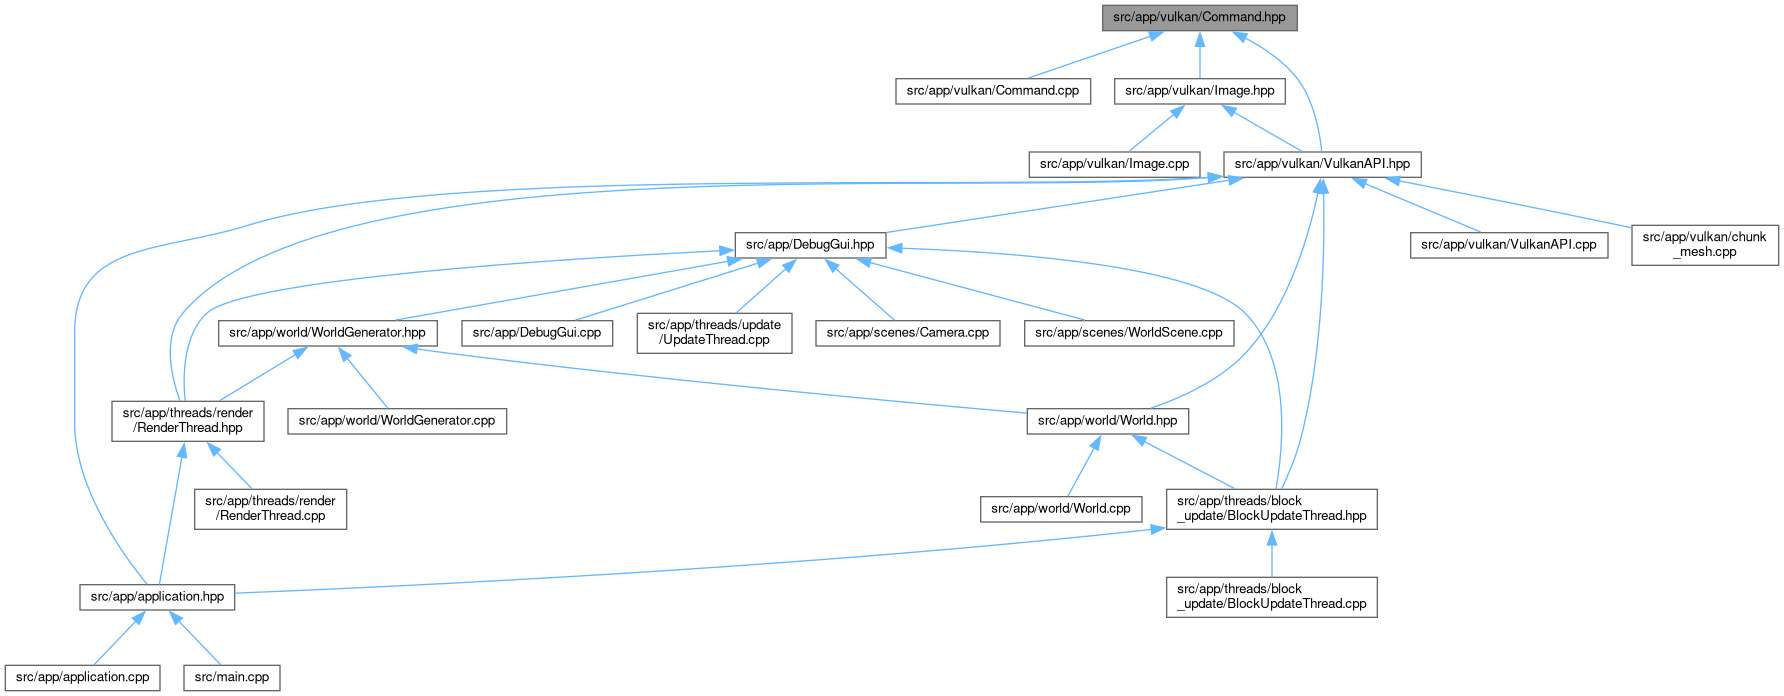 src/app/vulkan/Command.hpp
src/app/vulkan/Command.cpp
src/app/vulkan/Image.hpp
src/app/vulkan/Image.cpp
src/app/vulkan/VulkanAPI.hpp
src/app/DebugGui.hpp
src/app/vulkan/VulkanAPI.cpp
src/app/vulkan/chunk
_mesh.cpp
src/app/world/WorldGenerator.hpp
src/app/DebugGui.cpp
src/app/threads/update
/UpdateThread.cpp
src/app/scenes/Camera.cpp
src/app/scenes/WorldScene.cpp
src/app/threads/render
/RenderThread.hpp
src/app/world/WorldGenerator.cpp
src/app/world/World.hpp
src/app/threads/render
/RenderThread.cpp
src/app/world/World.cpp
src/app/threads/block
_update/BlockUpdateThread.hpp
src/app/application.hpp
src/app/threads/block
_update/BlockUpdateThread.cpp
src/app/application.cpp
src/main.cpp